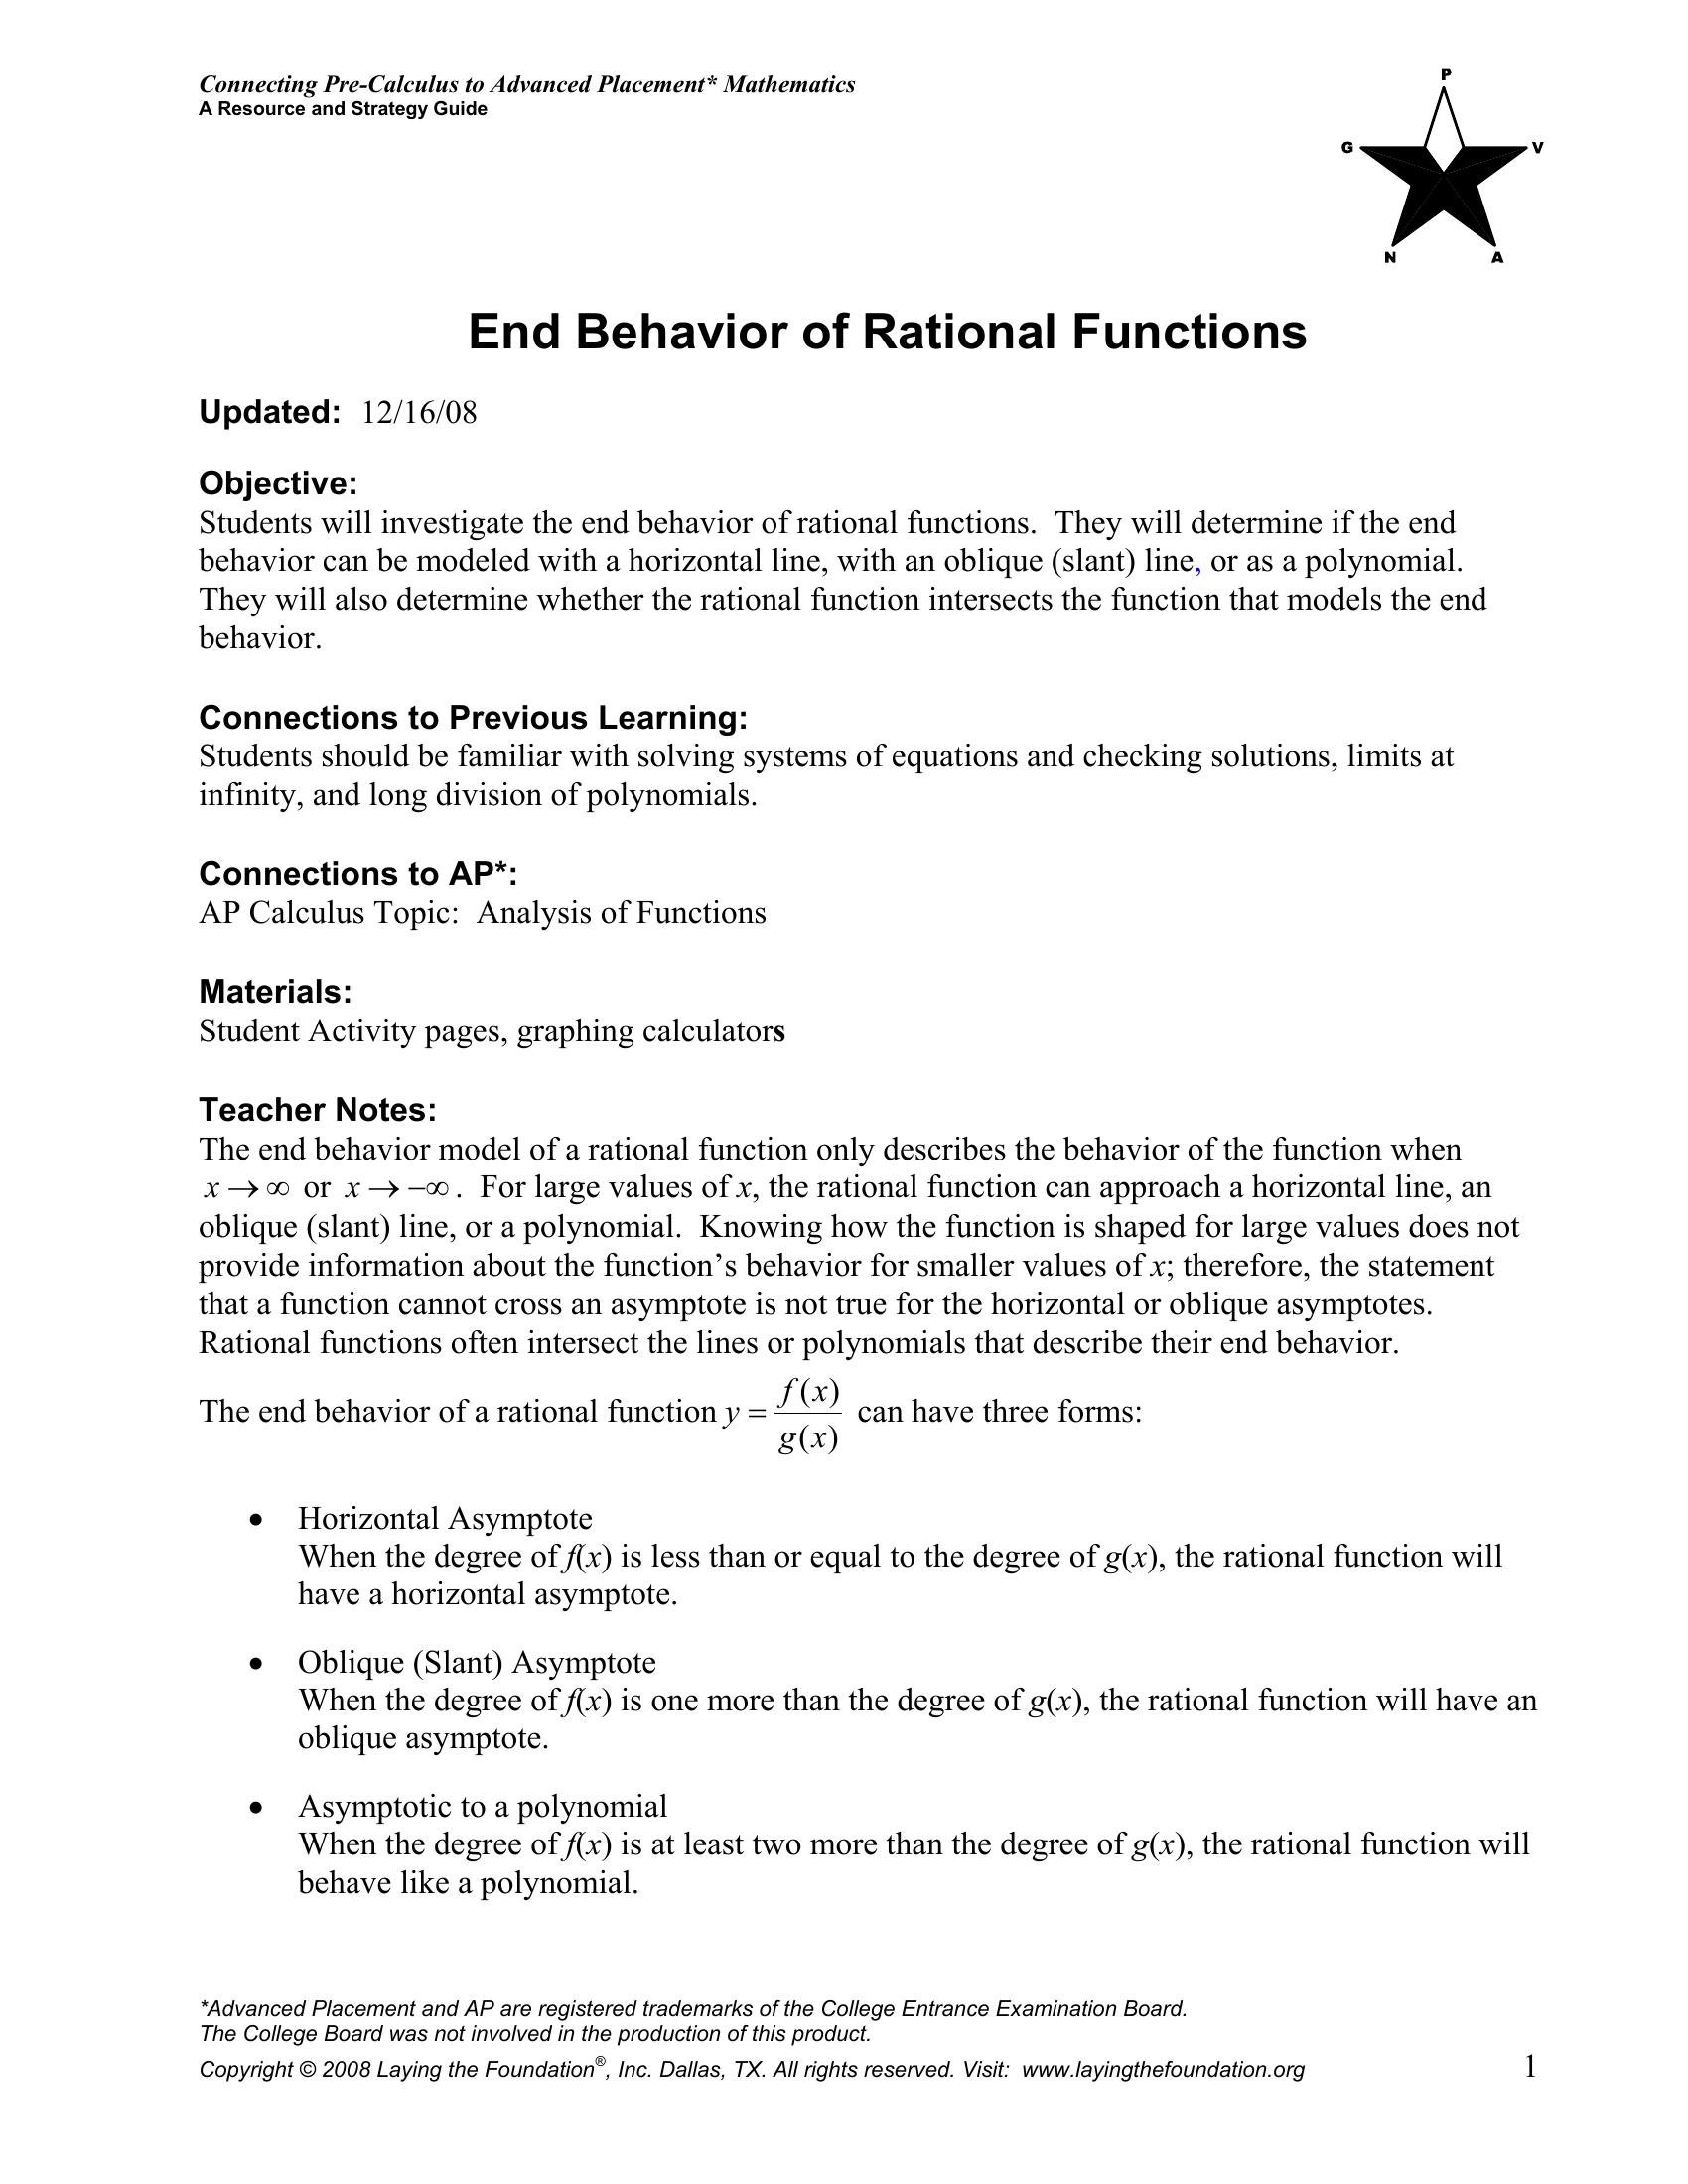 Connecting Pre-Calculus to Advanced Placement* Mathematics
A Resource and Strategy Guide
P
G
V
N
A
End Behavior of Rational Functions
Updated: 12/16/08
Objective:
Students will investigate the end behavior of rational functions. They will determine if the end
behavior can be modeled with a horizontal line, with an oblique (slant) line, or as a polynomial.
They will also determine whether the rational function intersects the function that models the end
behavior.
Connections to Previous Learning:
Students should be familiar with solving systems of equations and checking solutions, limits at
infinity, and long division of polynomials.
Connections to AP*:
AP Calculus Topic: Analysis of Functions
Materials:
Student Activity pages, graphing calculators
Teacher Notes:
The end behavior model of a rational function only describes the behavior of the function when
x → ∞ or x → −∞ . For large values of x, the rational function can approach a horizontal line, an
oblique (slant) line, or a polynomial. Knowing how the function is shaped for large values does not
provide information about the function’s behavior for smaller values of x; therefore, the statement
that a function cannot cross an asymptote is not true for the horizontal or oblique asymptotes.
Rational functions often intersect the lines or polynomials that describe their end behavior.
The end behavior of a rational function y = f(x)/g(x) can have three forms:
• Horizontal Asymptote
When the degree of f(x) is less than or equal to the degree of g(x), the rational function will
have a horizontal asymptote.
• Oblique (Slant) Asymptote
When the degree of f(x) is one more than the degree of g(x), the rational function will have an
oblique asymptote.
• Asymptotic to a polynomial
When the degree of f(x) is at least two more than the degree of g(x), the rational function will
behave like a polynomial.
*Advanced Placement and AP are registered trademarks of the College Entrance Examination Board.
The College Board was not involved in the production of this product.
Copyright © 2008 Laying the Foundation®, Inc. Dallas, TX. All rights reserved. Visit: www.layingthefoundation.org 1